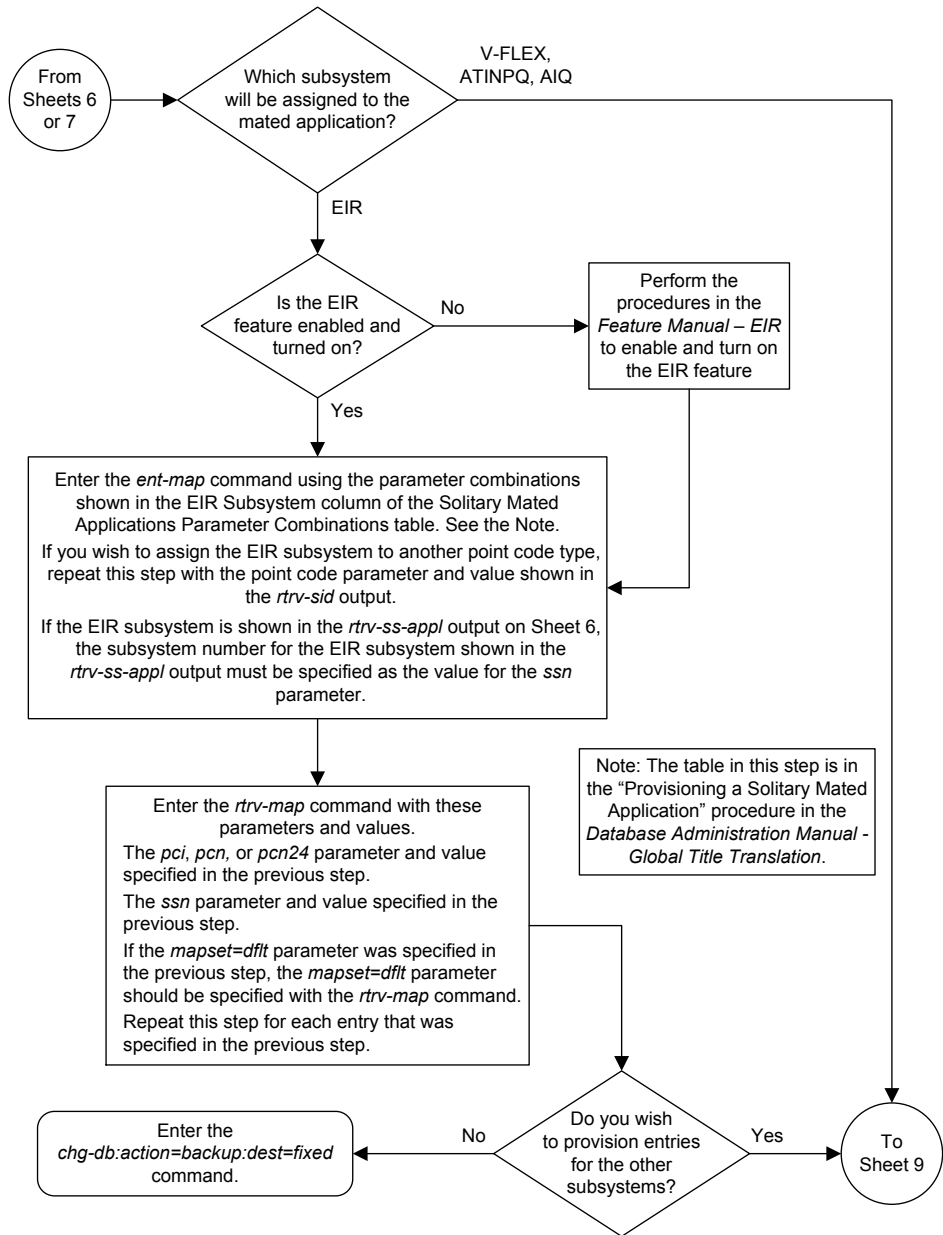 From
Sheets 6
or 7
Which subsystem
will be assigned to the
mated application?
V-FLEX,
ATINPQ, AIQ
EIR
Is the EIR
feature enabled and
turned on?
No
Perform the
procedures in the
Feature Manual – EIR
to enable and turn on
the EIR feature
Yes
Enter the ent-map command using the parameter combinations
shown in the EIR Subsystem column of the Solitary Mated
Applications Parameter Combinations table. See the Note.
If you wish to assign the EIR subsystem to another point code type,
repeat this step with the point code parameter and value shown in
the rtrv-sid output.
If the EIR subsystem is shown in the rtrv-ss-appl output on Sheet 6,
the subsystem number for the EIR subsystem shown in the
rtrv-ss-appl output must be specified as the value for the ssn
parameter.
Note: The table in this step is in
the “Provisioning a Solitary Mated
Application” procedure in the
Database Administration Manual -
Global Title Translation.
Enter the rtrv-map command with these
parameters and values.
The pci, pcn, or pcn24 parameter and value
specified in the previous step.
The ssn parameter and value specified in the
previous step.
If the mapset=dflt parameter was specified in
the previous step, the mapset=dflt parameter
should be specified with the rtrv-map command.
Repeat this step for each entry that was
specified in the previous step.
Do you wish
to provision entries
for the other
subsystems?
No
Yes
Enter the
chg-db:action=backup:dest=fixed
command.
To
Sheet 9